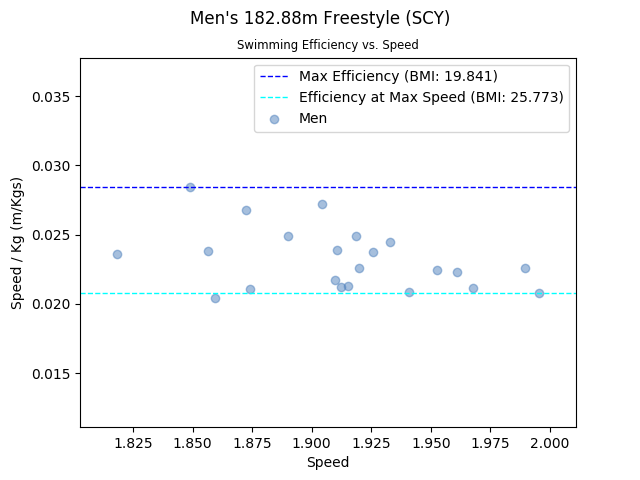 Men's 182.88m Freestyle (SCY)
Swimming Efficiency vs. Speed
Max Efficiency (BMI: 19.841)
Efficiency at Max Speed (BMI: 25.773)
Men
Speed / Kg (m/Kgs)
0.035
0.030
0.025
0.020
0.015
1.825 1.850 1.875 1.900 1.925 1.950 1.975 2.000
Speed